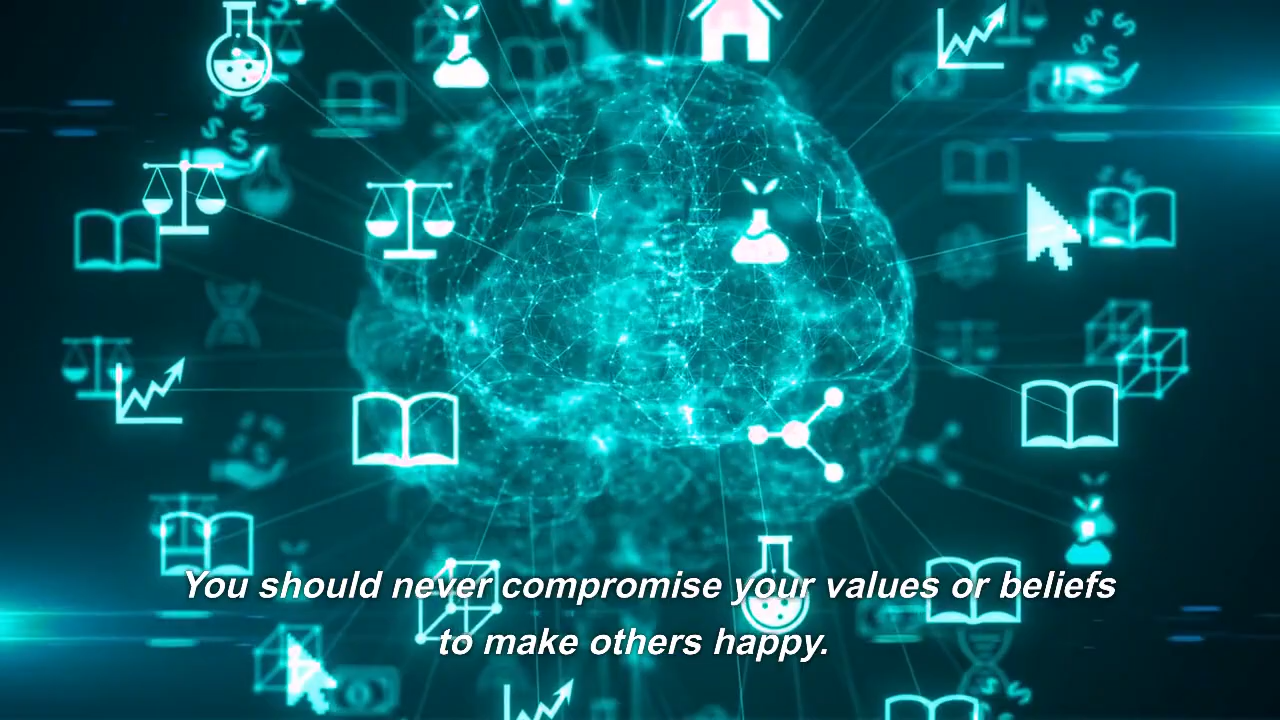 You should never compromise your values or beliefs
to make others happy.